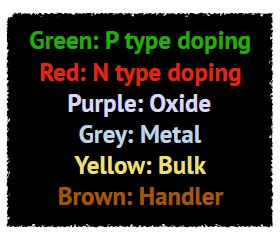 Green: P type doping
Red: N type doping
Purple: Oxide
Grey: Metal
Yellow: Bulk
Brown: Handler